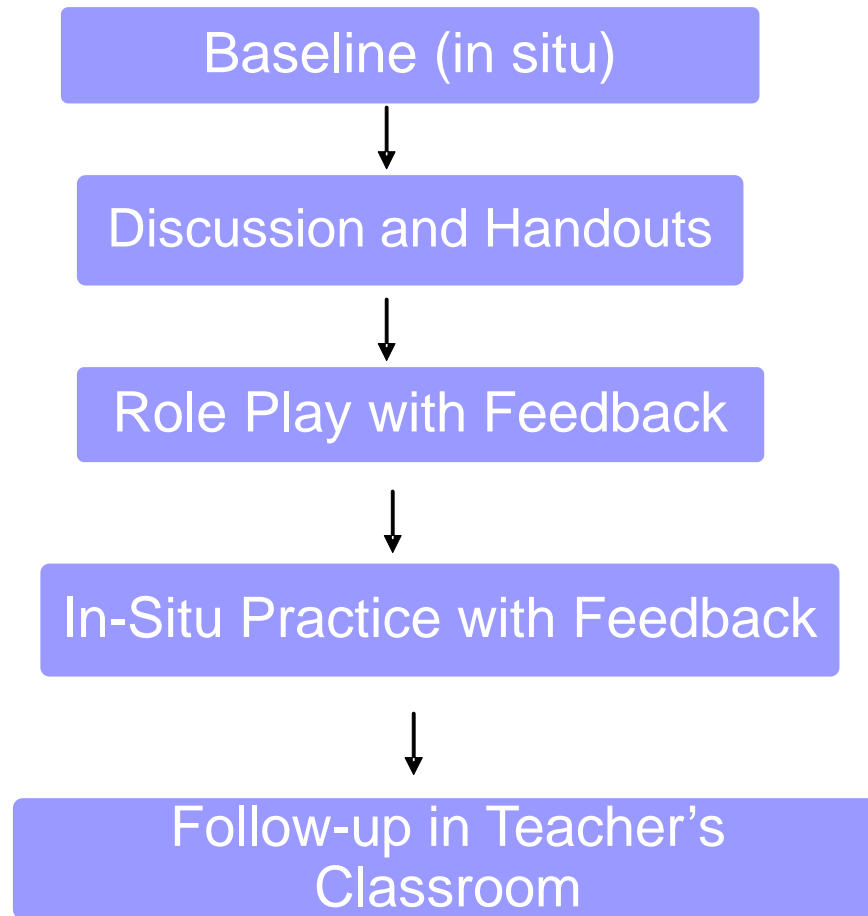 Baseline (in situ)
Discussion and Handouts
Role Play with Feedback
In-Situ Practice with Feedback
Follow-up in Teacher’s
Classroom